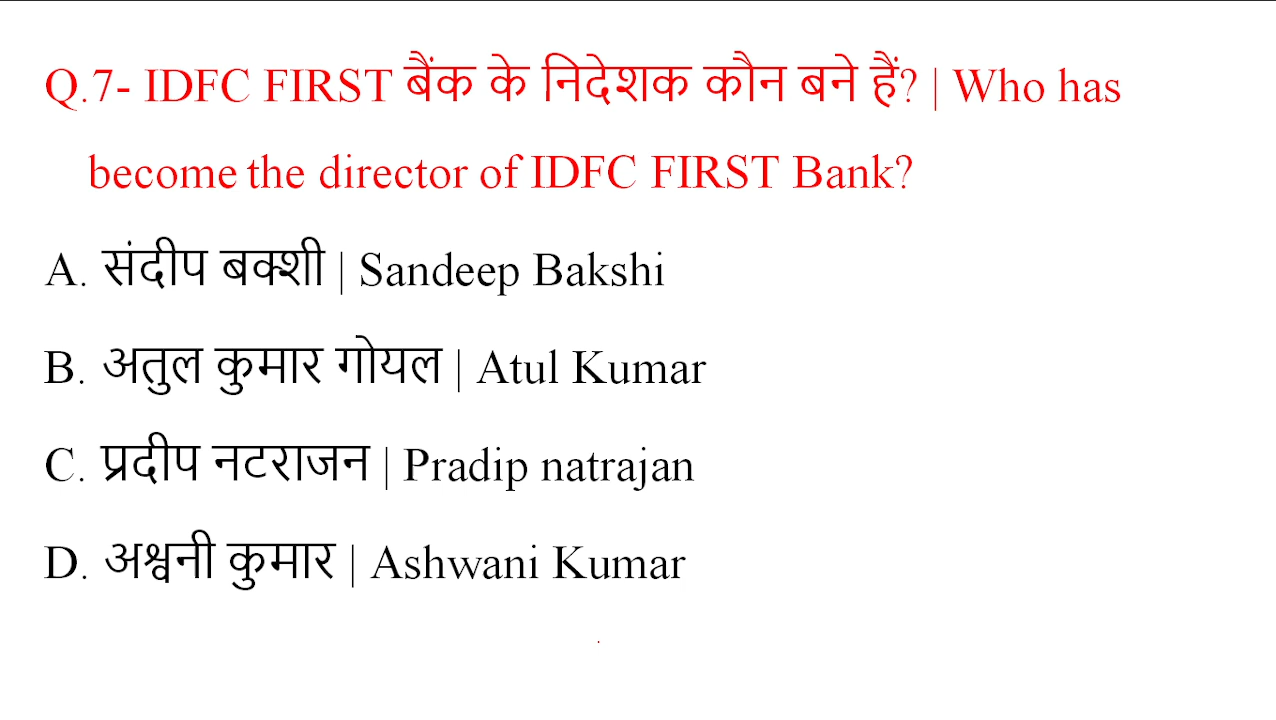 Q.7- IDFC FIRST बैंक के निदेशक कौन बने हैं? | Who has
become the director of IDFC FIRST Bank?
A. संदीप बक्शी | Sandeep Bakshi
B. अतुल कुमार गोयल | Atul Kumar
C. प्रदीप नटराजन | Pradip natrajan
D. अश्वनी कुमार | Ashwani Kumar